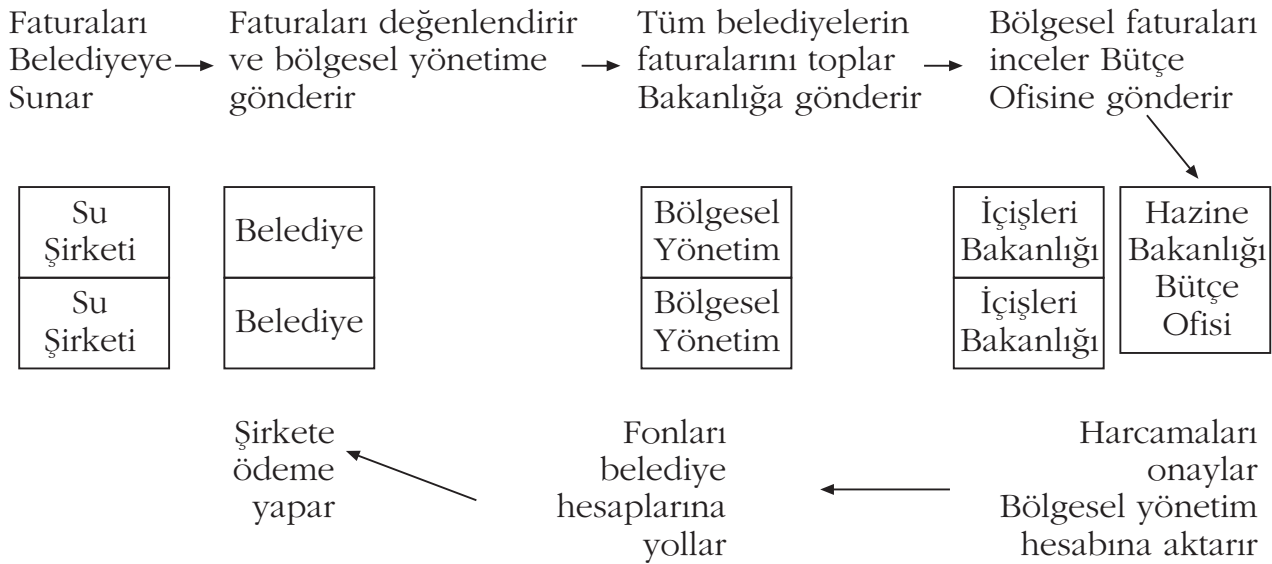 Faturaları
Belediyeye
Sunar
Faturaları değenlendirir
ve bölgesel yönetime
gönderir
Tüm belediyelerin
faturalarını toplar
Bakanlığa gönderir
Bölgesel faturaları
inceler Bütçe
Ofisine gönderir
Su
Şirketi
Su
Şirketi
Belediye
Belediye
Bölgesel
Yönetim
Bölgesel
Yönetim
İçişleri
Bakanlığı
İçişleri
Bakanlığı
Hazine
Bakanlığı
Bütçe
Ofisi
Şirkete
ödeme
yapar
Fonları
belediye
hesaplarına
yollar
Harcamaları
onaylar
Bölgesel yönetim
hesabına aktarır